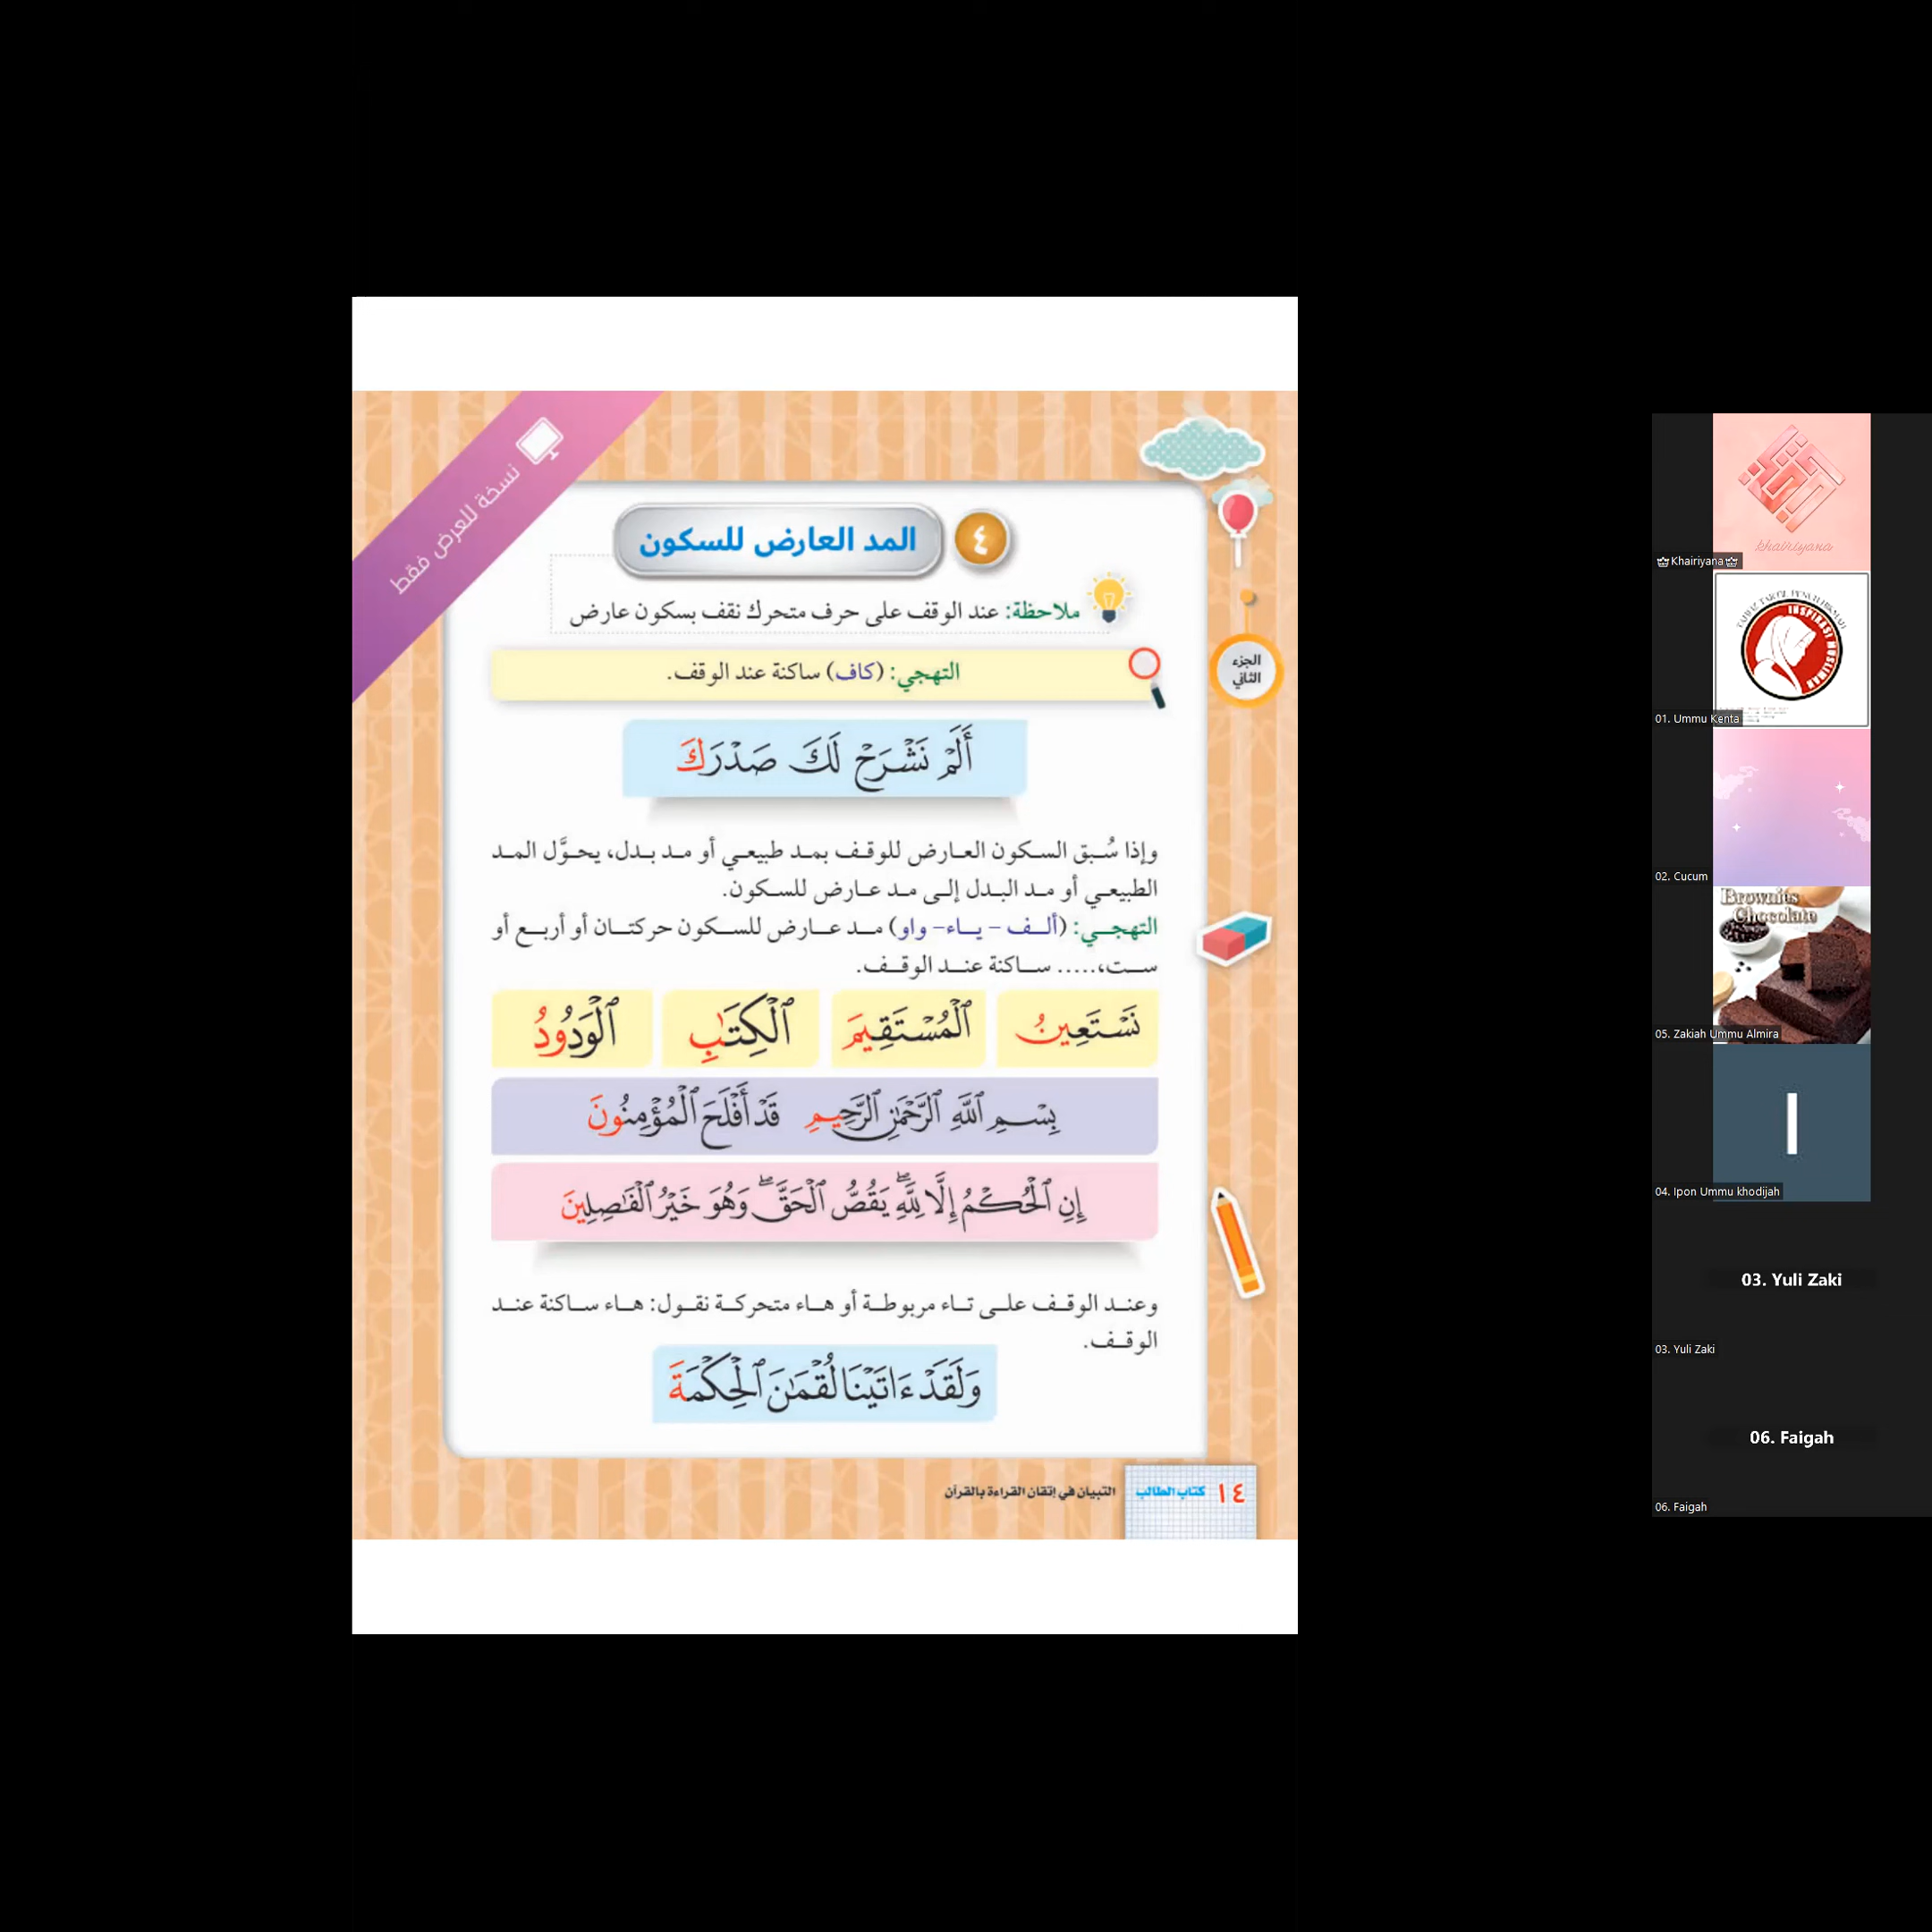 نسخة للعرض فقط
٤ المد العارض للسكون
ملاحظة: عند الوقف على حرف متحرك نقف بسكون عارض
الجزء
الثاني
التهجي: (كاف) ساكنة عند الوقف.
أَلَمْ نَشْرَحْ لَكَ صَدْرَكَ
وإذا سُبق السكون العارض للوقف بمد طبيعي أو مد بدل، يحوَّل المد
الطبيعي أو مد البدل إلى مد عارض للسكون.
التهجي: (ألف – ياء– واو) مد عارض للسكون حركتان أو أربع أو
ست،..... ساكنة عند الوقف.
نَسْتَعِينُ ٱلْمُسْتَقِيمَ ٱلْكِتَٰبِ ٱلْوَدُودُ
بِسْمِ ٱللَّهِ ٱلرَّحْمَٰنِ ٱلرَّحِيمِ قَدْ أَفْلَحَ ٱلْمُؤْمِنُونَ
إِنِ ٱلْحُكْمُ إِلَّا لِلَّهِۖ يَقُصُّ ٱلْحَقَّۖ وَهُوَ خَيْرُ ٱلْفَٰصِلِينَ
وعند الوقف على تاء مربوطة أو هاء متحركة نقول: هاء ساكنة عند
الوقف.
وَلَقَدْ ءَاتَيْنَا لُقْمَٰنَ ٱلْحِكْمَةَ
١٤ كتاب الطالب التبيان في إتقان القراءة بالقرآن
khairiyana
Khairiyana
INSPIRASI MUSLIMAH
01. Ummu Kenta
02. Cucum
Brownies
Chocolate
05. Zakiah Ummu Almira
I
04. Ipon Ummu khodijah
03. Yuli Zaki
03. Yuli Zaki
06. Faigah
06. Faigah